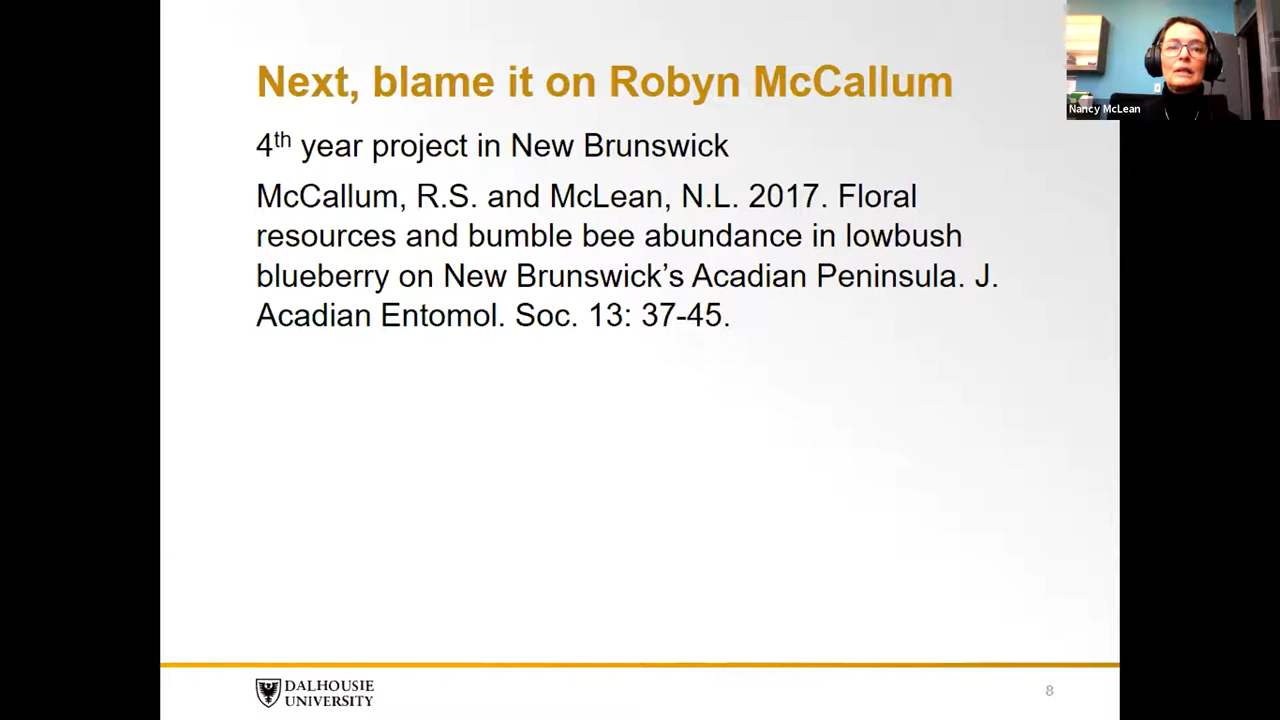 Next, blame it on Robyn McCallum
4th year project in New Brunswick
McCallum, R.S. and McLean, N.L. 2017. Floral
resources and bumble bee abundance in lowbush
blueberry on New Brunswick's Acadian Peninsula. J.
Acadian Entomol. Soc. 13: 37-45.
Nancy McLean
DALHOUSIE
UNIVERSITY
8